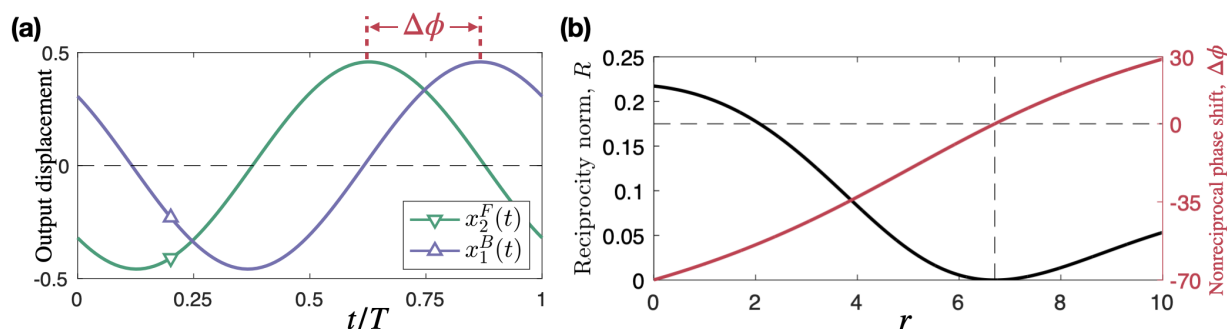 (a)
Δϕ
Output displacement
0.5
0
-0.5
0
0.25
0.5
0.75
1
t/T
x₂ᶠ(t)
x₁ᴮ(t)
(b)
Reciprocity norm, R
0.25
0.2
0.15
0.1
0.05
0
0
2
4
6
8
10
r
30
0
-35
-70
Nonreciprocal phase shift, Δϕ